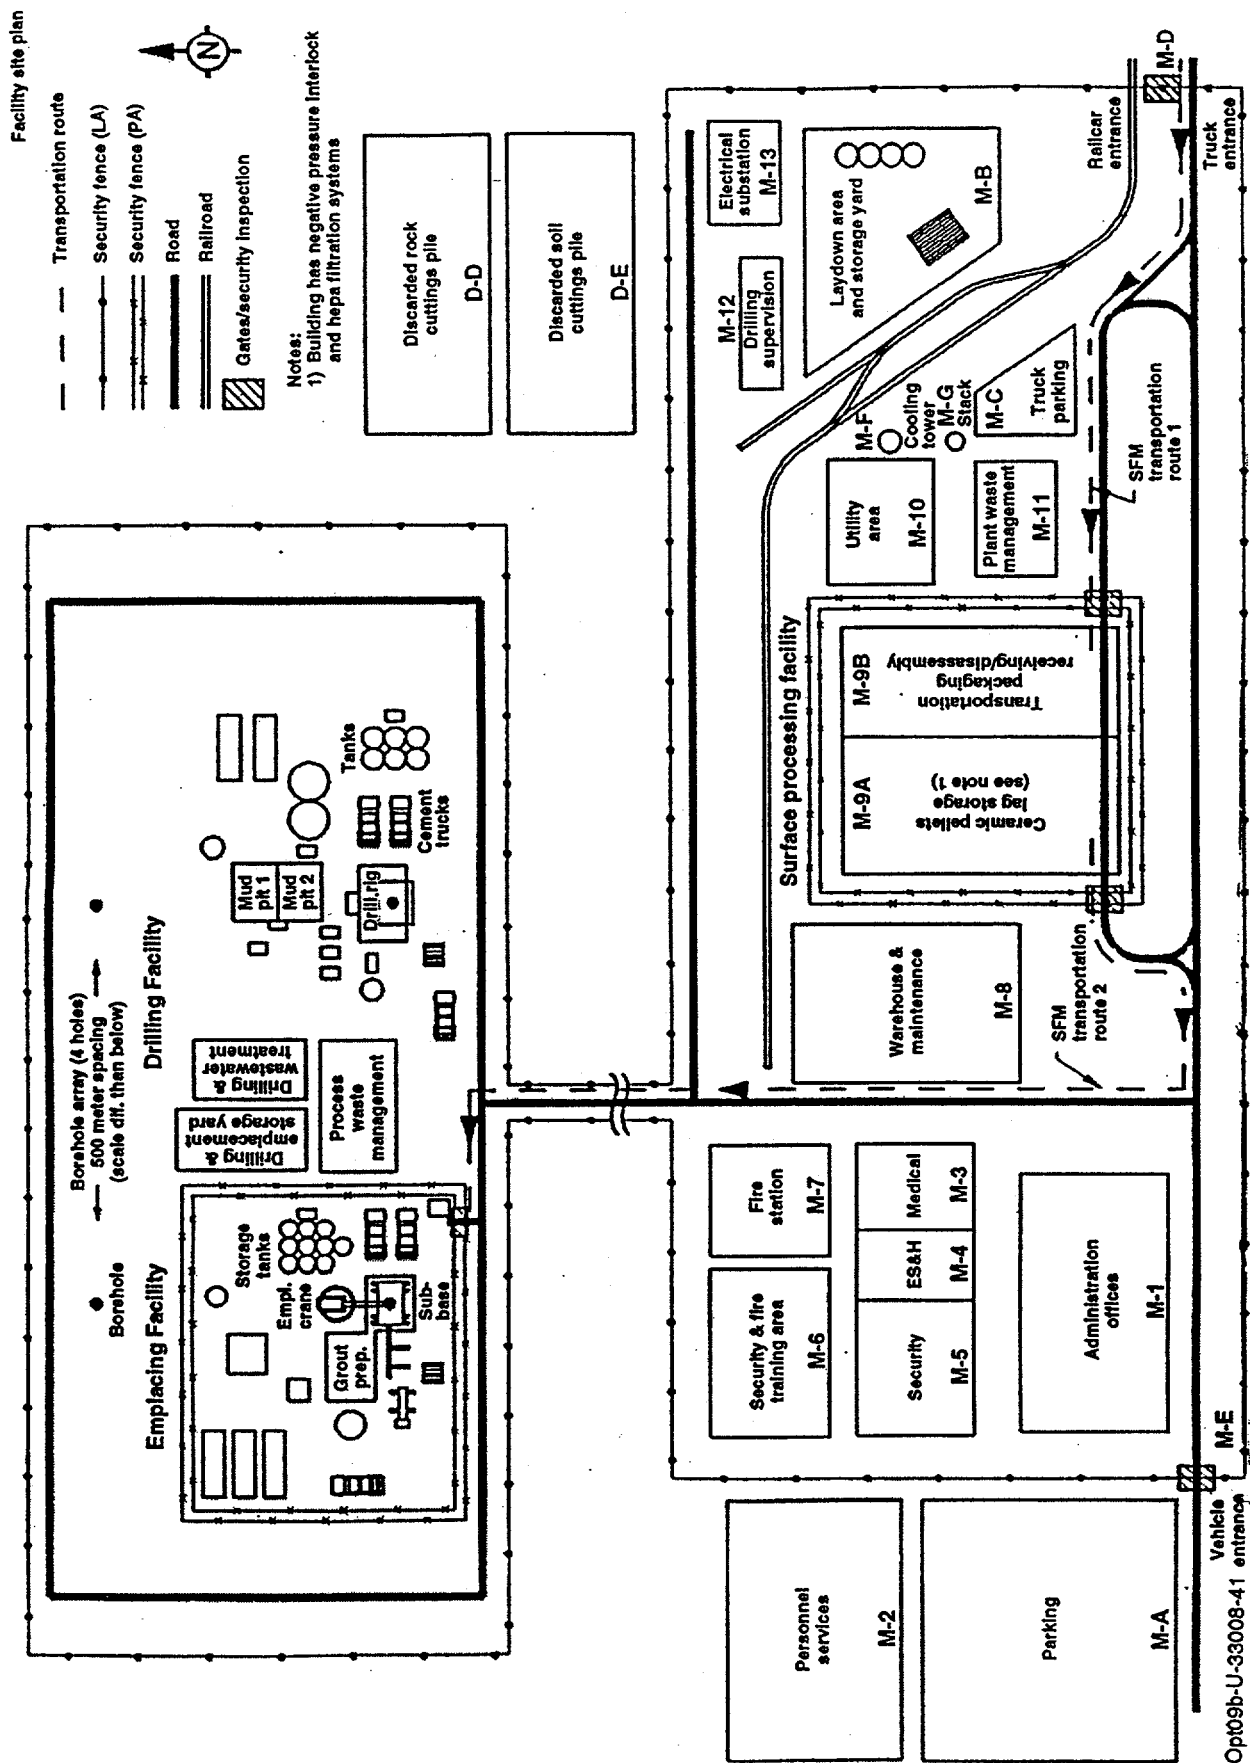 Facility site plan
Transportation route
Security fence (LA)
Security fence (PA)
Road
Railroad
Gates/security inspection
N
Notes:
1) Building has negative pressure interlock
and hepa filtration systems
Borehole
Borehole array (4 holes)
500 meter spacing
(scale dif. than below)
Emplacing Facility
Drilling Facility
Storage
tanks
Empl.
crane
Grout
prep.
Sub-
base
Drilling &
emplacement
storage yard
Drilling &
wastewater
treatment
Process
waste
management
Mud
pit 1
Mud
pit 2
Drill.rig
Cement
trucks
Tanks
Discarded rock
cuttings pile
D-D
Discarded soil
cuttings pile
D-E
Personnel
services
M-2
Parking
M-A
Security & fire
training area
M-6
Fire
station
M-7
Security
M-5
ES&H
M-4
Medical
M-3
Administration
offices
M-1
Warehouse &
maintenance
M-8
Surface processing facility
M-9A
Ceramic pellets
lag storage
(see note 1)
M-9B
Transportation
packaging
receiving/disassembly
Utility
area
M-10
Plant waste
management
M-11
M-F
Cooling
tower
M-G
Stack
M-C
Truck
parking
M-12
Drilling
supervision
Electrical
substation
M-13
Laydown area
and storage yard
M-B
Railcar
entrance
M-D
Truck
entrance
SFM
transportation
route 1
SFM
transportation
route 2
M-E
Vehicle
entrance
Opt09b-U-33008-41